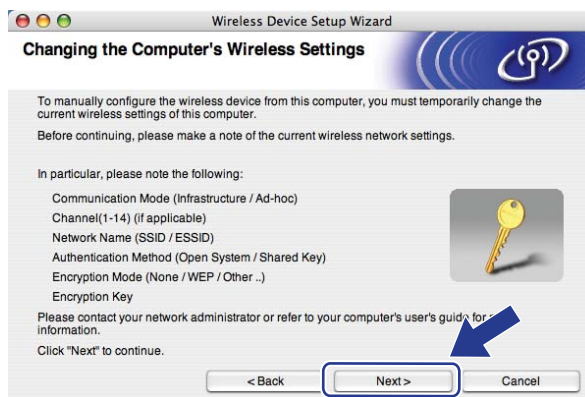 Wireless Device Setup Wizard
Changing the Computer's Wireless Settings
To manually configure the wireless device from this computer, you must temporarily change the
current wireless settings of this computer.
Before continuing, please make a note of the current wireless network settings.
In particular, please note the following:
Communication Mode (Infrastructure / Ad-hoc)
Channel(1-14) (if applicable)
Network Name (SSID / ESSID)
Authentication Method (Open System / Shared Key)
Encryption Mode (None / WEP / Other ..)
Encryption Key
Please contact your network administrator or refer to your computer's user's guide for
information.
Click "Next" to continue.
< Back Next > Cancel